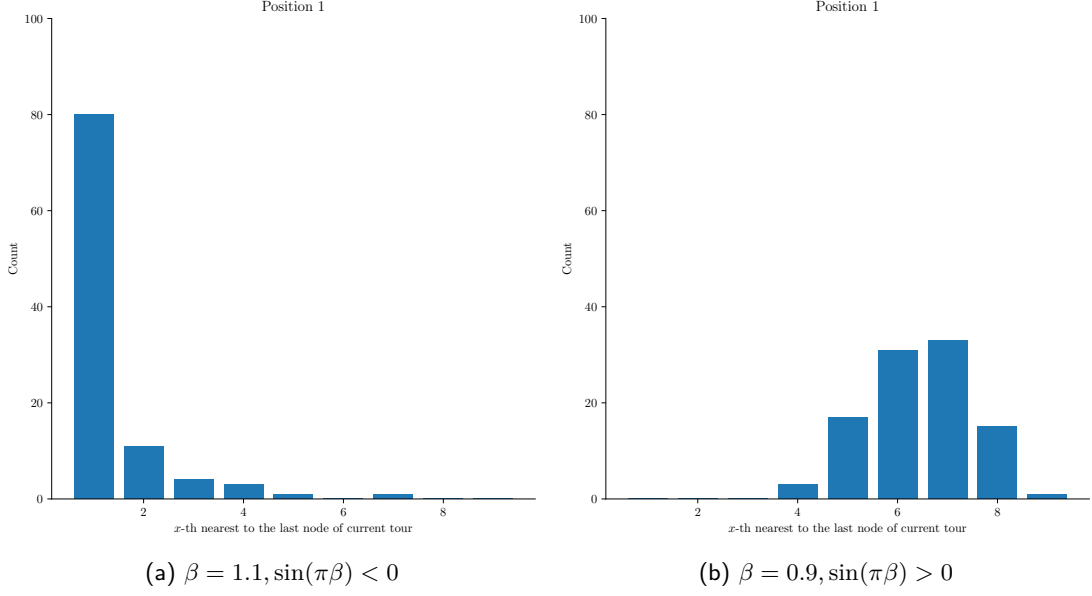 Position 1
100
80
60
40
20
0
Count
2
4
6
8
x-th nearest to the last node of current tour
(a) β = 1.1, sin(πβ) < 0
Position 1
100
80
60
40
20
0
Count
2
4
6
8
x-th nearest to the last node of current tour
(b) β = 0.9, sin(πβ) > 0